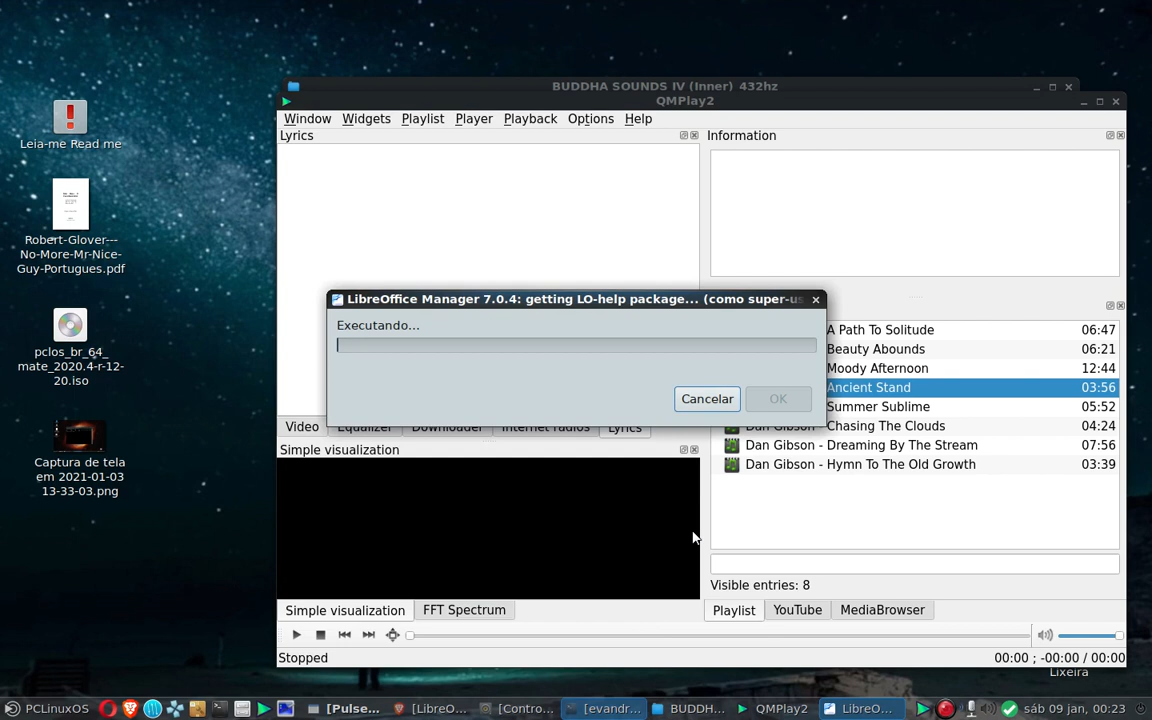 BUDDHA SOUNDS IV (Inner) 432hz
QMPlay2
Window Widgets Playlist Player Playback Options Help
Lyrics
Information
Leia-me Read me
Robert-Glover---
No-More-Mr-Nice-
Guy-Portugues.pdf
pclos_br_64_
mate_2020.4-r-12-
20.iso
Captura de tela
em 2021-01-03
13-33-03.png
LibreOffice Manager 7.0.4: getting LO-help package... (como super-us
Executando...
Cancelar OK
A Path To Solitude 06:47
Beauty Abounds 06:21
Moody Afternoon 12:44
Ancient Stand 03:56
Summer Sublime 05:52
Dan Gibson - Chasing The Clouds 04:24
Dan Gibson - Dreaming By The Stream 07:56
Dan Gibson - Hymn To The Old Growth 03:39
Video Equalizer Downloader Internet radios Lyrics
Simple visualization
Visible entries: 8
Simple visualization FFT Spectrum
Playlist YouTube MediaBrowser
Stopped
00:00 ; -00:00 / 00:00
Lixeira
PCLinuxOS [Pulse... [LibreO... [Contro... [evandr... BUDDH... QMPlay2 LibreO... sáb 09 jan, 00:23